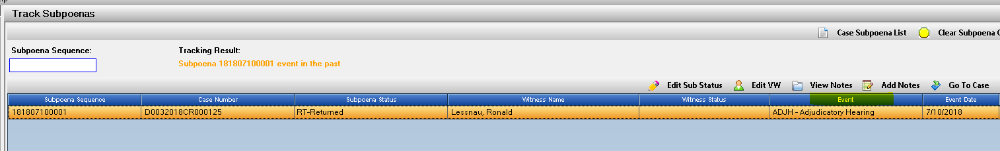 Track Subpoenas
Case Subpoena List Clear Subpoena
Subpoena Sequence: Tracking Result:
Subpoena 181807100001 event in the past
Edit Sub Status Edit VW View Notes Add Notes Go To Case
Subpoena Sequence Case Number Subpoena Status Witness Name Witness Status Event Event Date
181807100001 D0032018CR000125 RT-Returned Lessnau, Ronald ADJH - Adjudicatory Hearing 7/10/2018